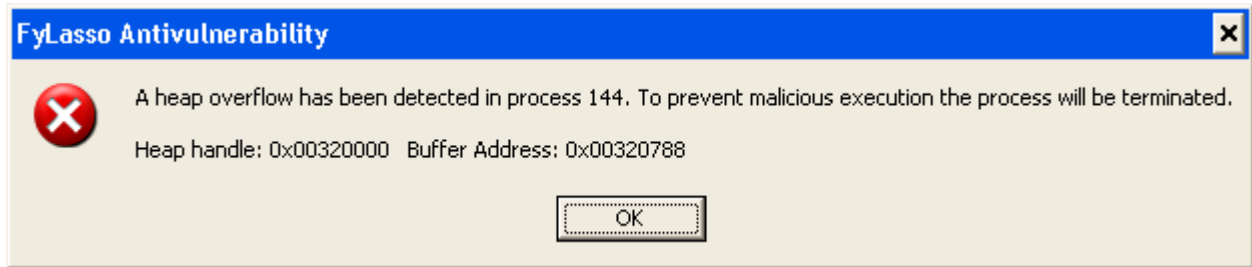 FyLasso Antivulnerability
A heap overflow has been detected in process 144. To prevent malicious execution the process will be terminated.
Heap handle: 0x00320000 Buffer Address: 0x00320788
OK